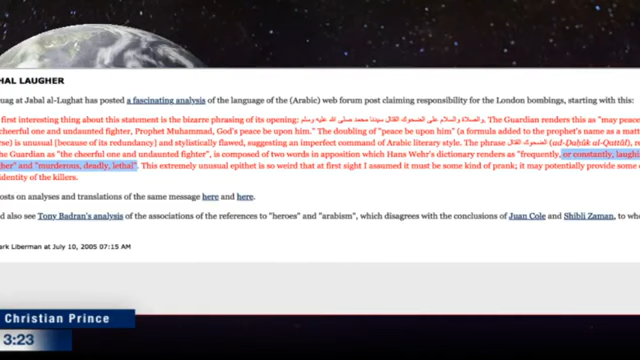 HAL LAUGHER
uag at Jabal al-Lughat has posted a fascinating analysis of the language of the (Arabic) web forum post claiming responsibility for the London bombings, starting with this:
first interesting thing about this statement is the bizarre phrasing of its opening: والصلاة والسلام على الضحوك القتال سيدنا محمد صلى الله عليه وسلم. The Guardian renders this as "may peace
cheerful one and undaunted fighter, Prophet Muhammad, God's peace be upon him." The doubling of "peace be upon him" (a formula added to the prophet's name as a matt
rse) is unusual [because of its redundancy] and stylistically flawed, suggesting an imperfect command of Arabic literary style. The phrase الضحوك القتال (aḍ-Ḍaḥûk al-Qattâl), re
he Guardian as "the cheerful one and undaunted fighter", is composed of two words in apposition which Hans Wehr's dictionary renders as "frequently, or constantly, laughi
gher" and "murderous, deadly, lethal". This extremely unusual epithet is so weird that at first sight I assumed it must be some kind of prank; it may potentially provide some c
identity of the killers.
osts on analyses and translations of the same message here and here.
d also see Tony Badran's analysis of the associations of the references to "heroes" and "arabism", which disagrees with the conclusions of Juan Cole and Shibli Zaman, to who
ark Liberman at July 10, 2005 07:15 AM
Christian Prince
3:23